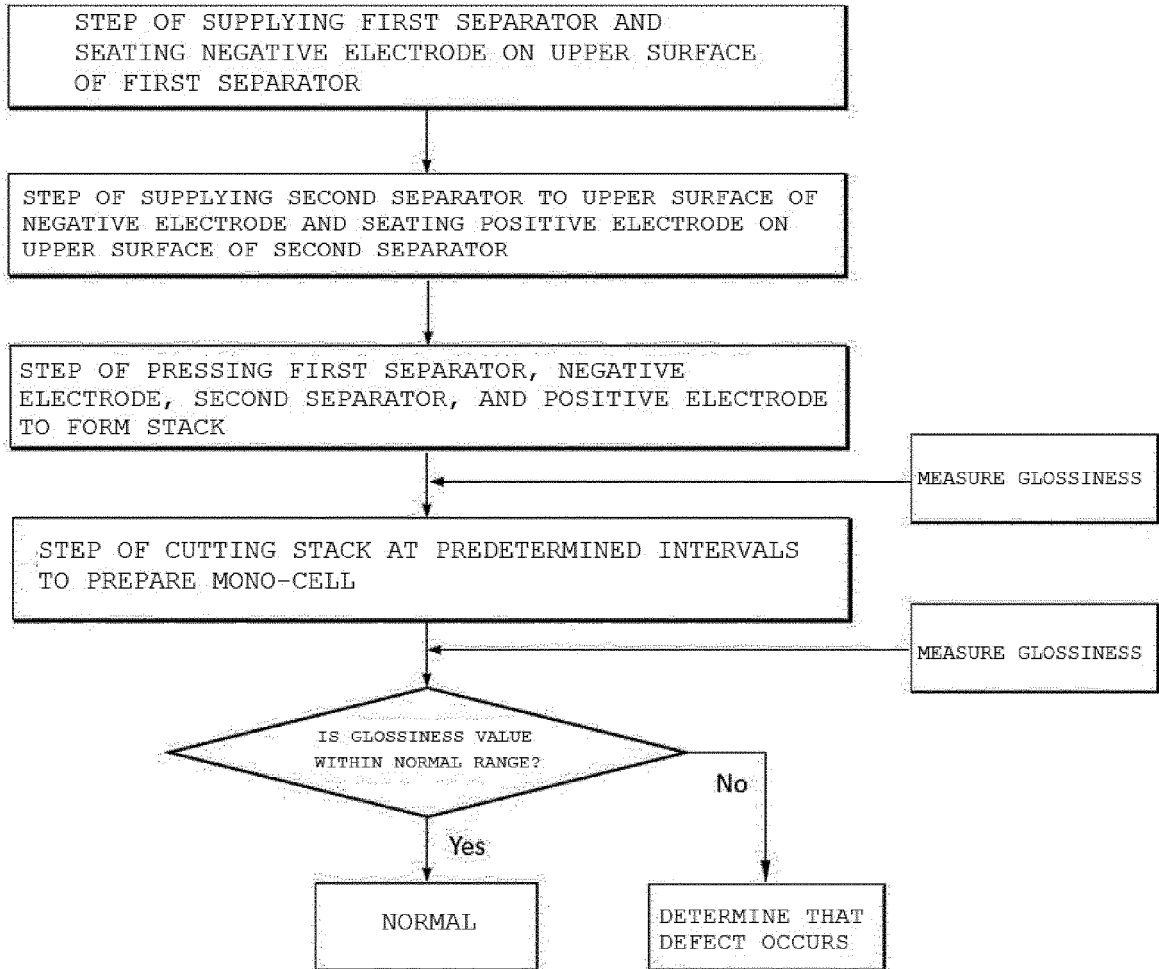 STEP OF SUPPLYING FIRST SEPARATOR AND
SEATING NEGATIVE ELECTRODE ON UPPER SURFACE
OF FIRST SEPARATOR
STEP OF SUPPLYING SECOND SEPARATOR TO UPPER SURFACE OF
NEGATIVE ELECTRODE AND SEATING POSITIVE ELECTRODE ON
UPPER SURFACE OF SECOND SEPARATOR
STEP OF PRESSING FIRST SEPARATOR, NEGATIVE
ELECTRODE, SECOND SEPARATOR, AND POSITIVE ELECTRODE
TO FORM STACK
MEASURE GLOSSINESS
STEP OF CUTTING STACK AT PREDETERMINED INTERVALS
TO PREPARE MONO-CELL
MEASURE GLOSSINESS
IS GLOSSINESS VALUE
WITHIN NORMAL RANGE?
No
Yes
NORMAL
DETERMINE THAT
DEFECT OCCURS